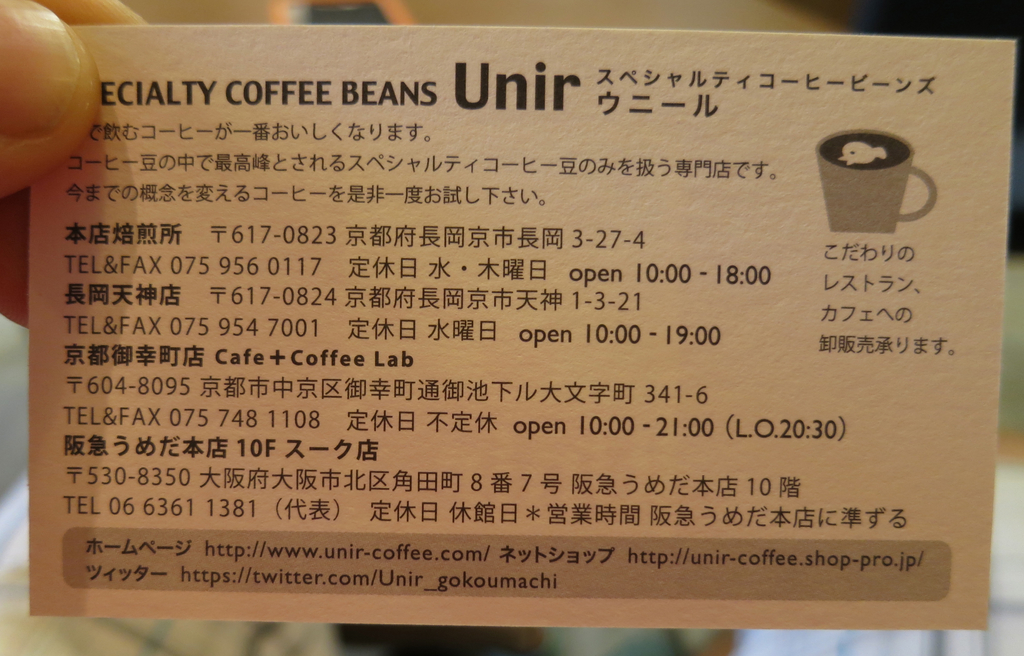 ECIALTY COFFEE BEANS Unir スペシャルティコーヒービーンズ ウニール
で飲むコーヒーが一番おいしくなります。
コーヒー豆の中で最高峰とされるスペシャルティコーヒー豆のみを扱う専門店です。
今までの概念を変えるコーヒーを是非一度お試し下さい。
本店焙煎所 〒617-0823 京都府長岡京市長岡 3-27-4
TEL&FAX 075 956 0117 定休日 水・木曜日 open 10:00 - 18:00
長岡天神店 〒617-0824 京都府長岡京市天神 1-3-21
TEL&FAX 075 954 7001 定休日 水曜日 open 10:00 - 19:00
京都御幸町店 Cafe+Coffee Lab
〒604-8095 京都市中京区御幸町通御池下ル大文字町 341-6
TEL&FAX 075 748 1108 定休日 不定休 open 10:00 - 21:00（L.O.20:30）
阪急うめだ本店 10F スーク店
〒530-8350 大阪府大阪市北区角田町 8 番 7 号 阪急うめだ本店 10 階
TEL 06 6361 1381（代表） 定休日 休館日＊営業時間 阪急うめだ本店に準ずる
こだわりの
レストラン、
カフェへの
卸販売承ります。
ホームページ http://www.unir-coffee.com/ ネットショップ http://unir-coffee.shop-pro.jp/
ツィッター https://twitter.com/Unir_gokoumachi